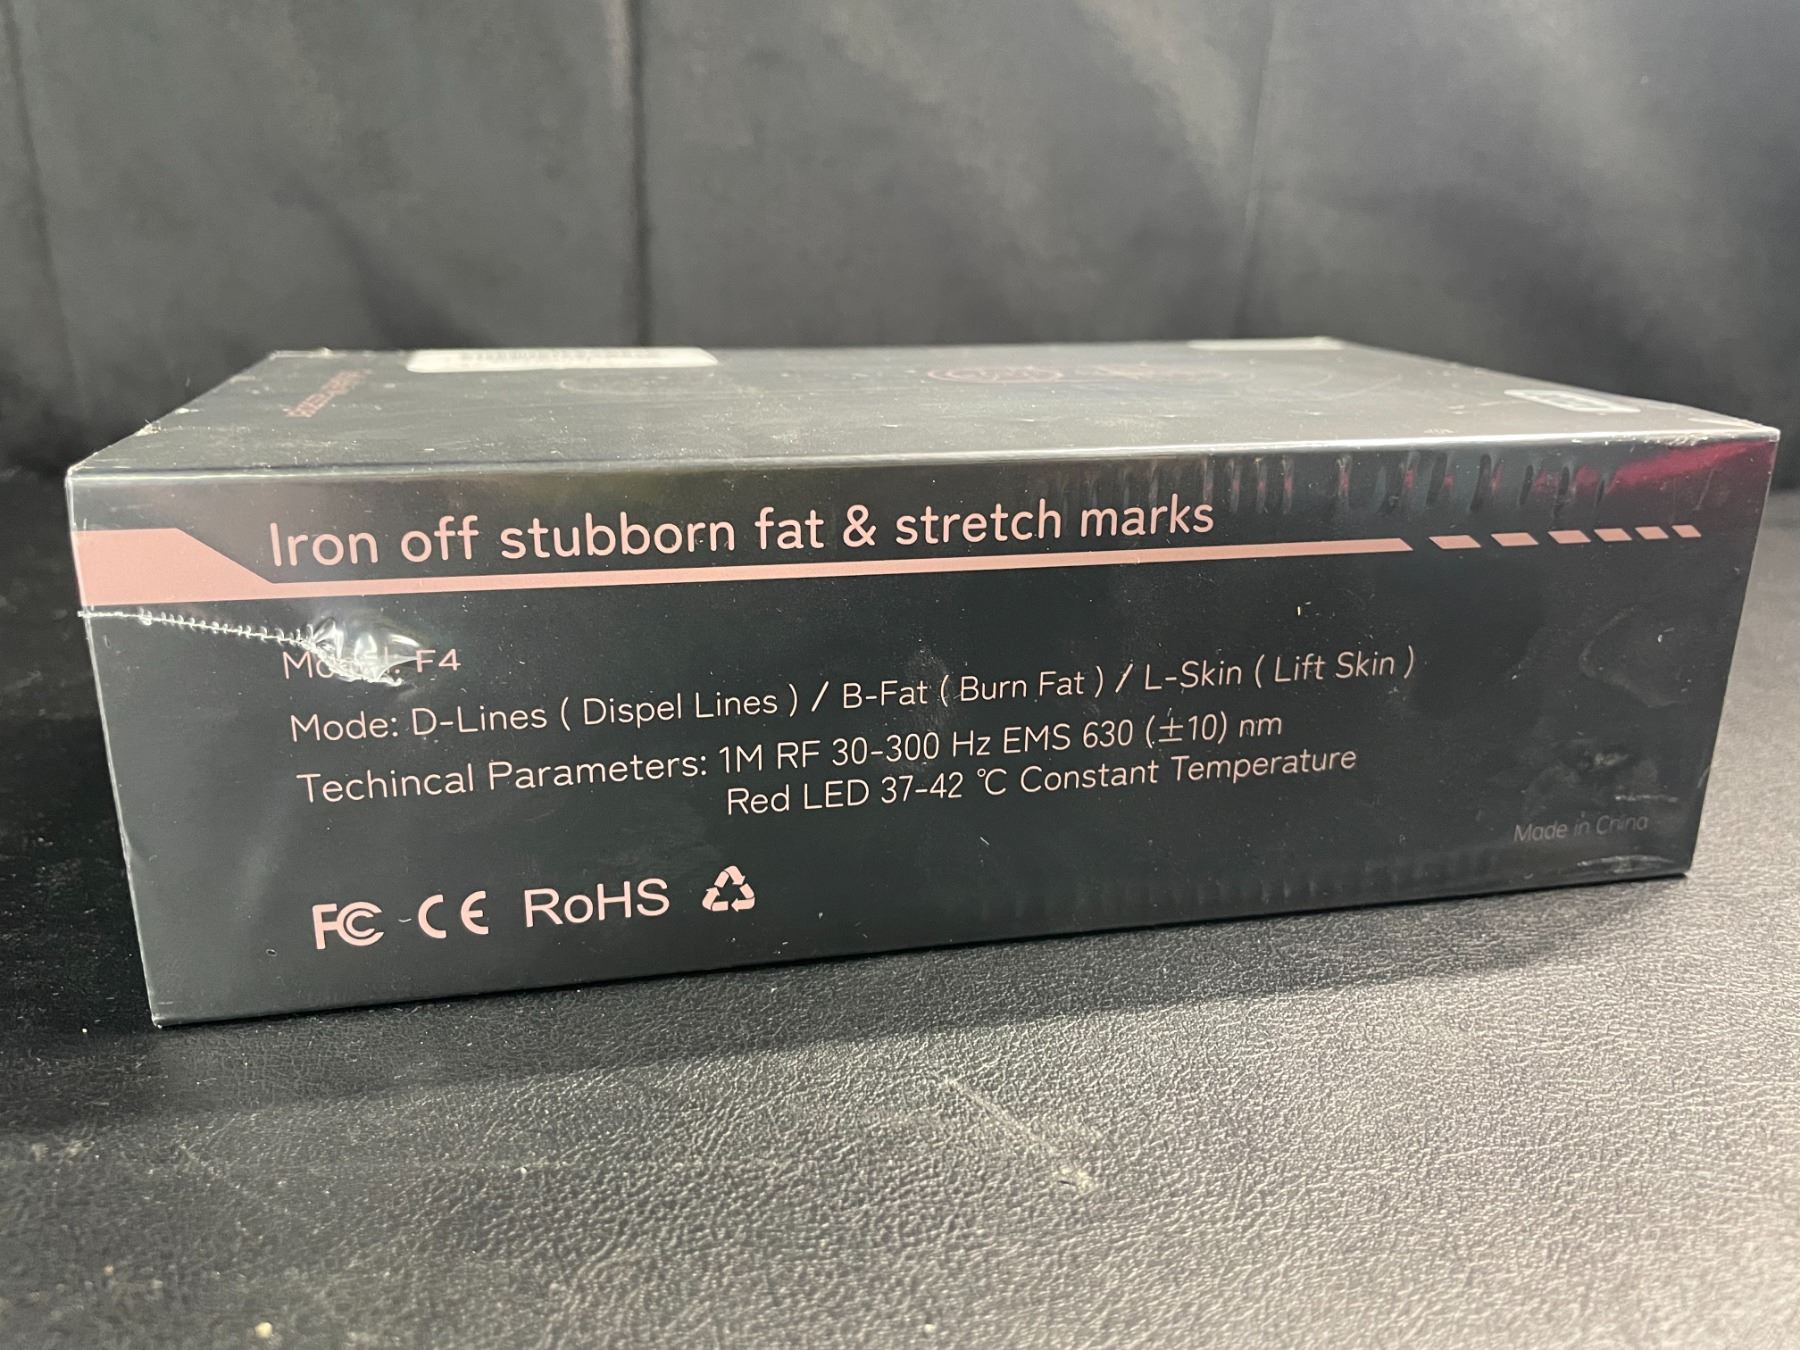 Iron off stubborn fat & stretch marks
Model: F4
Mode: D-Lines ( Dispel Lines ) / B-Fat ( Burn Fat ) / L-Skin ( Lift Skin )
Techincal Parameters: 1M RF 30-300 Hz EMS 630 (±10) nm
Red LED 37-42 ℃ Constant Temperature
Made in China
FC CE RoHS